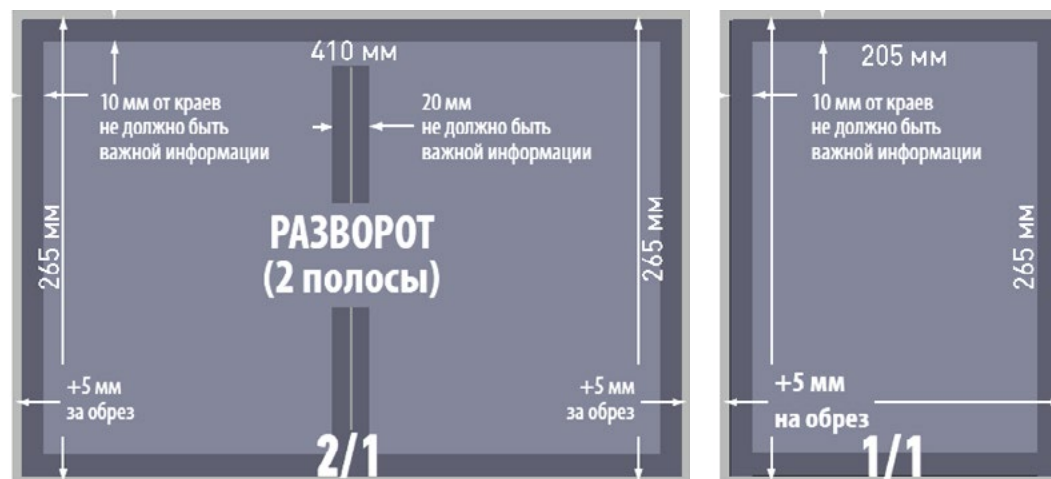 410 мм
10 мм от краев
не должно быть
важной информации
20 мм
не должно быть
важной информации
265 мм
РАЗВОРОТ
(2 полосы)
265 мм
+5 мм
за обрез
+5 мм
за обрез
2/1
205 мм
10 мм от краев
не должно быть
важной информации
265 мм
+5 мм
на обрез
1/1